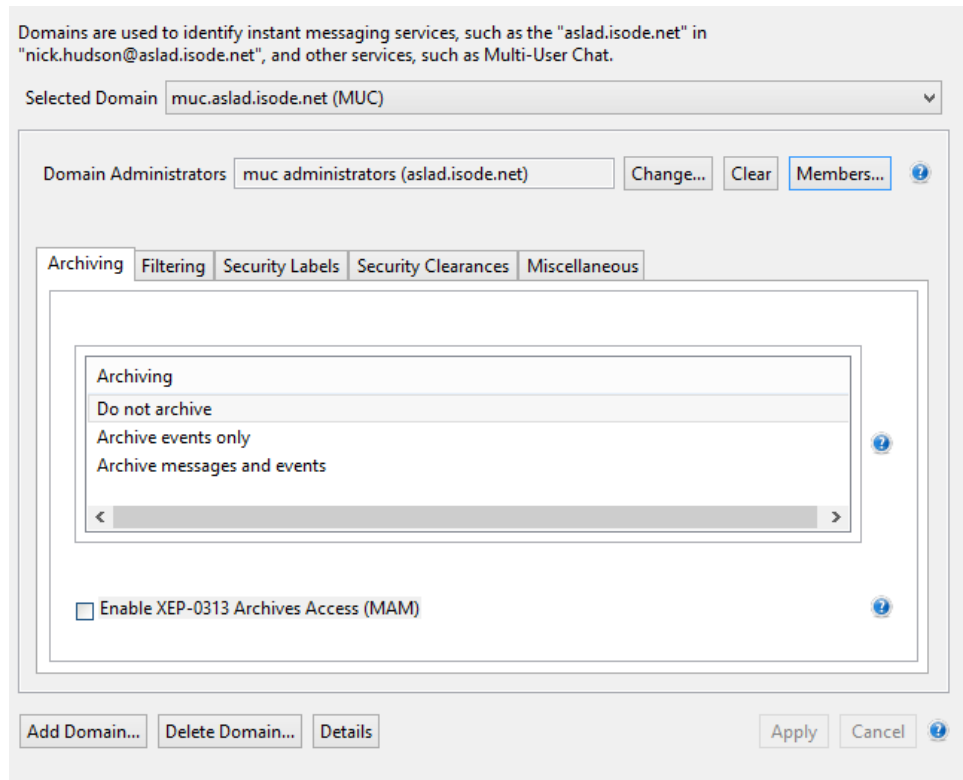 Domains are used to identify instant messaging services, such as the "aslad.isode.net" in
"nick.hudson@aslad.isode.net", and other services, such as Multi-User Chat.
Selected Domain muc.aslad.isode.net (MUC)
Domain Administrators muc administrators (aslad.isode.net) Change... Clear Members... ?
Archiving Filtering Security Labels Security Clearances Miscellaneous
Archiving
Do not archive
Archive events only
Archive messages and events
?
Enable XEP-0313 Archives Access (MAM) ?
Add Domain... Delete Domain... Details Apply Cancel ?